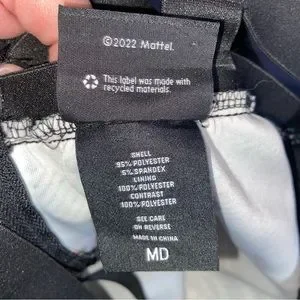 ©2022 Mattel.
This label was made with
recycled materials.
SHELL
95% POLYESTER
5% SPANDEX
LINING
100% POLYESTER
CONTRAST
100% POLYESTER
SEE CARE
ON REVERSE
MADE IN CHINA
MD